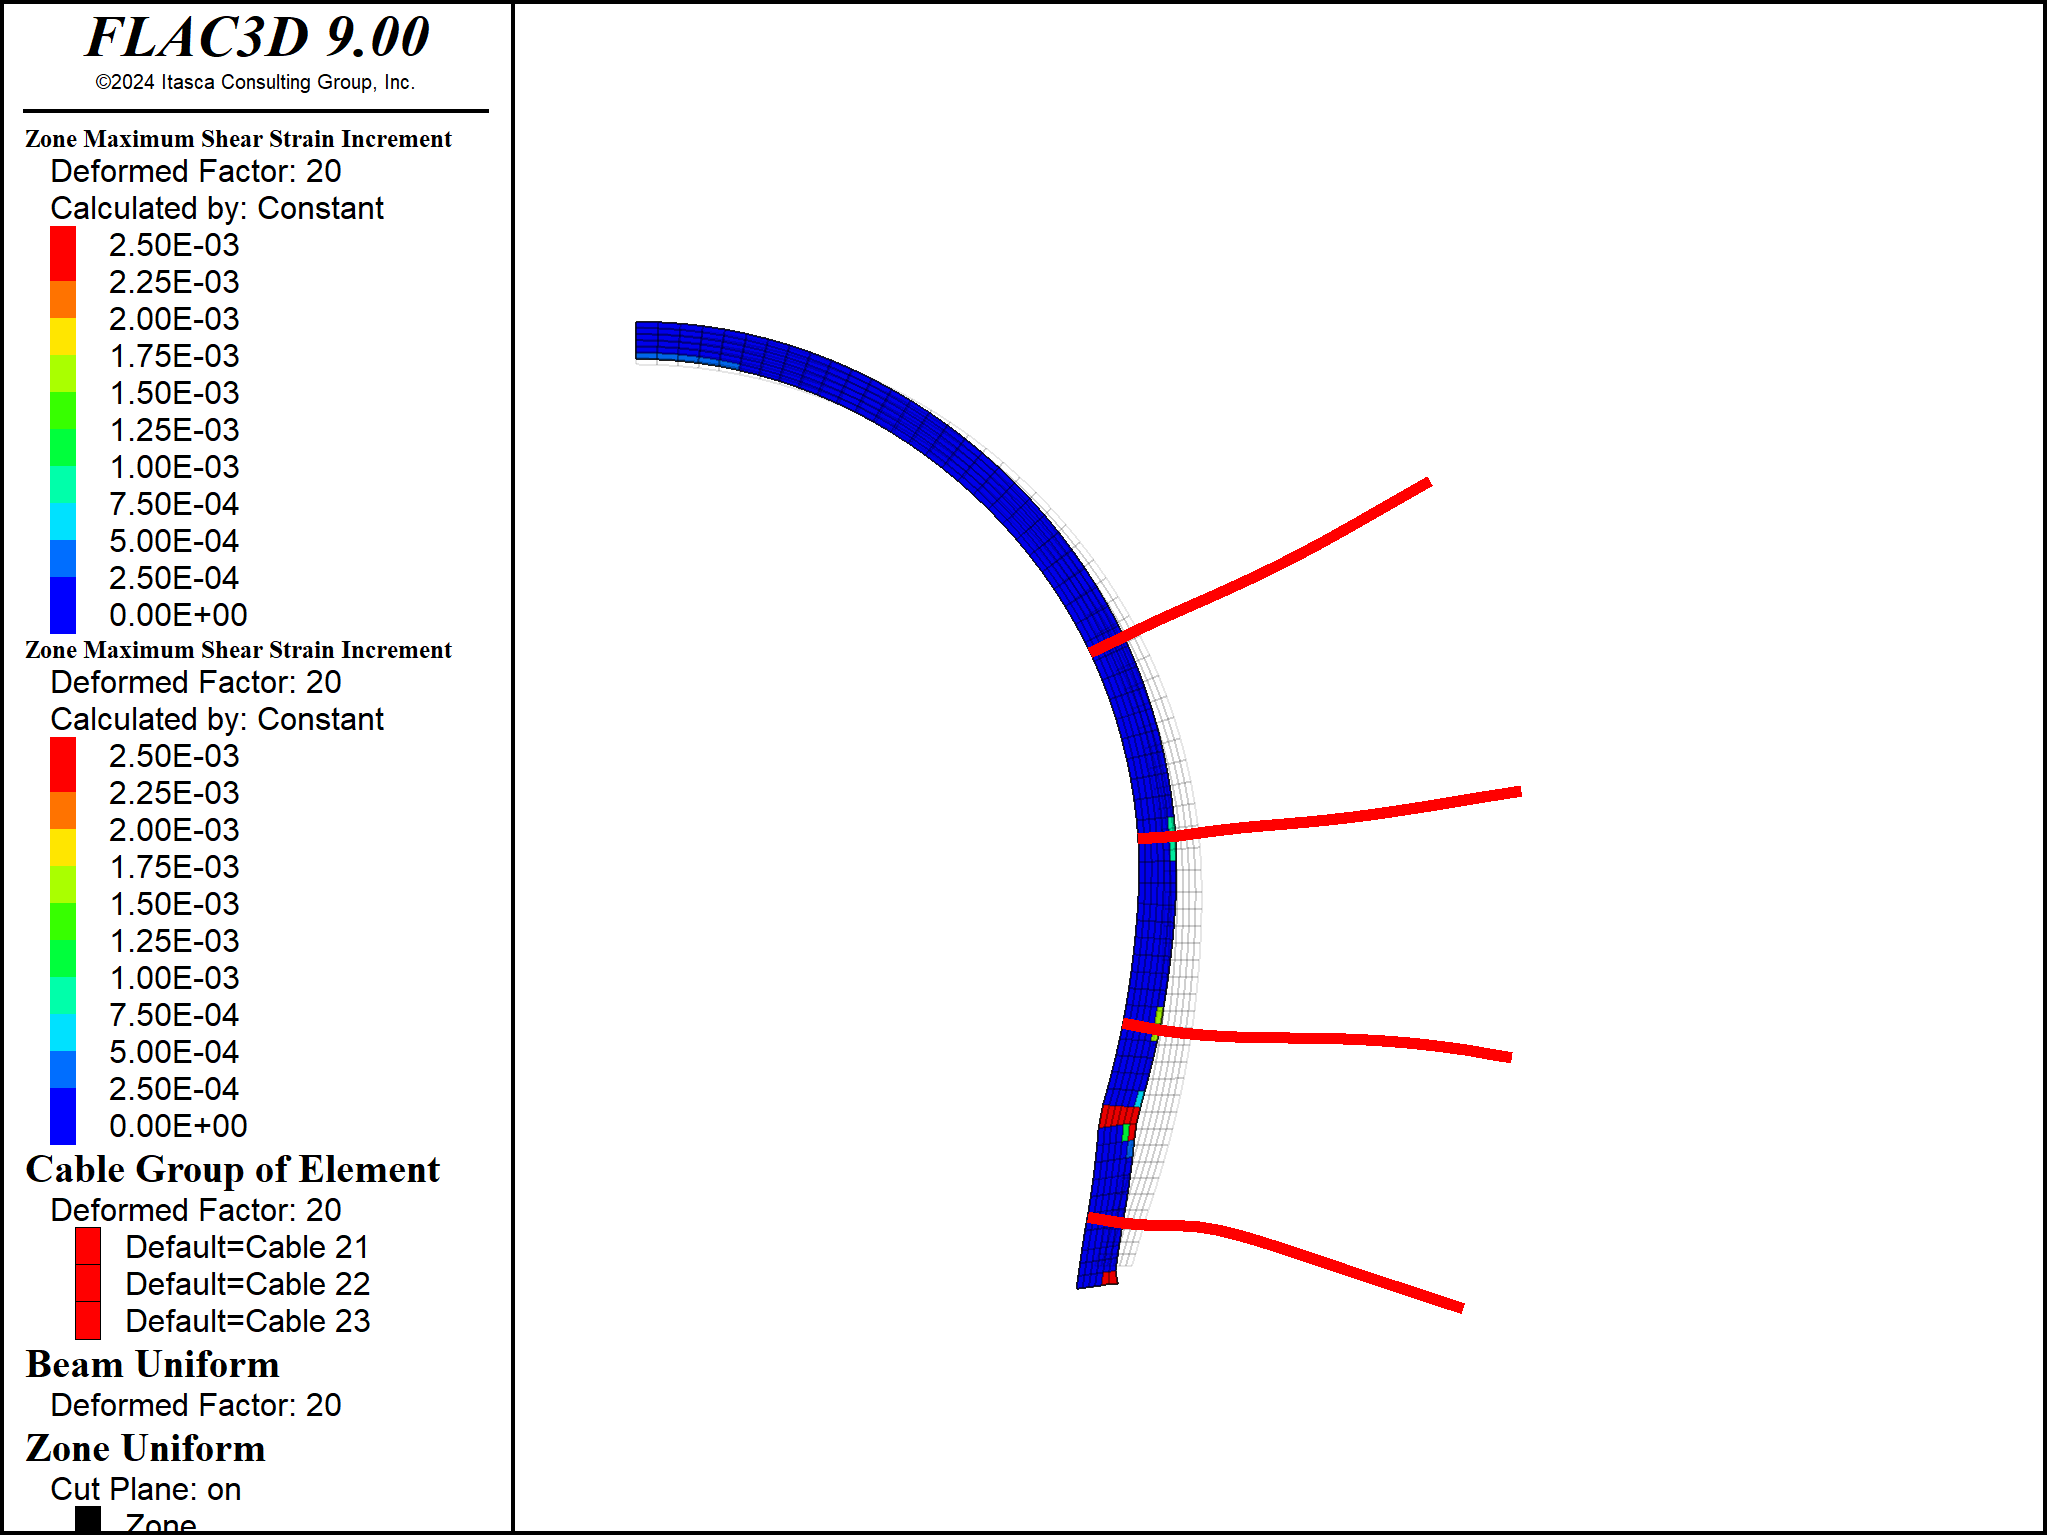 FLAC3D 9.00
©2024 Itasca Consulting Group, Inc.
Zone Maximum Shear Strain Increment
Deformed Factor: 20
Calculated by: Constant
2.50E-03
2.25E-03
2.00E-03
1.75E-03
1.50E-03
1.25E-03
1.00E-03
7.50E-04
5.00E-04
2.50E-04
0.00E+00
Zone Maximum Shear Strain Increment
Deformed Factor: 20
Calculated by: Constant
2.50E-03
2.25E-03
2.00E-03
1.75E-03
1.50E-03
1.25E-03
1.00E-03
7.50E-04
5.00E-04
2.50E-04
0.00E+00
Cable Group of Element
Deformed Factor: 20
Default=Cable 21
Default=Cable 22
Default=Cable 23
Beam Uniform
Deformed Factor: 20
Zone Uniform
Cut Plane: on
Zone